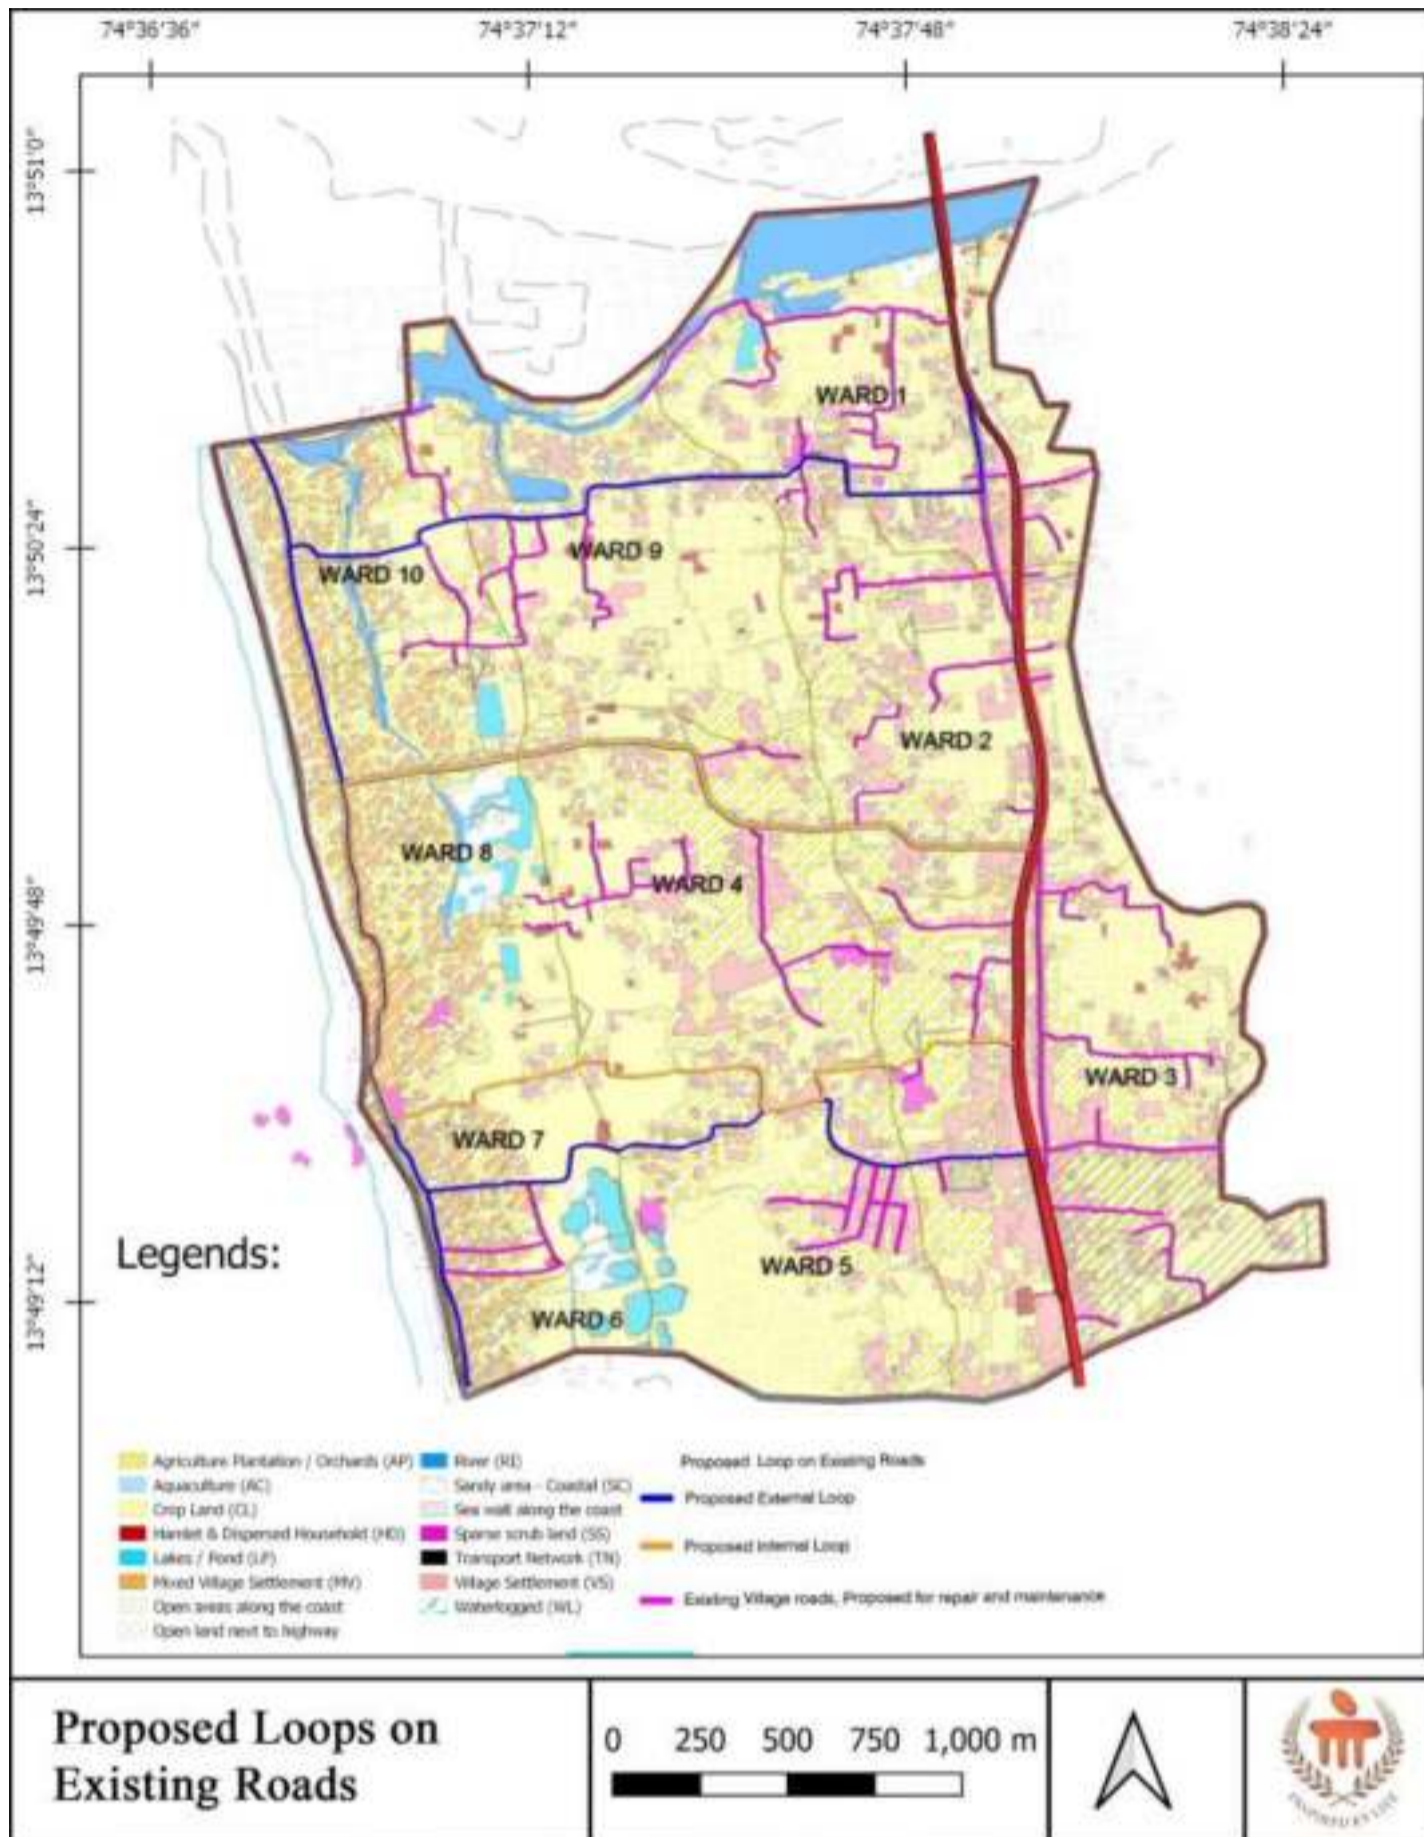 74°36'36" 74°37'12" 74°37'48" 74°38'24"
13°51'0"
13°50'24"
13°49'48"
13°49'12"
WARD 1
WARD 9
WARD 10
WARD 2
WARD 8
WARD 4
WARD 3
WARD 7
WARD 5
WARD 6
Legends:
Agriculture Plantation / Orchards (AP)
Aquaculture (AC)
Crop Land (CL)
Hamlet & Dispersed Household (HD)
Lakes / Pond (LP)
Mixed Village Settlement (MV)
Open areas along the coast
Open land next to highway
River (RI)
Sandy area - Coastal (SC)
Sea wall along the coast
Sparse scrub land (SS)
Transport Network (TN)
Village Settlement (VS)
Waterlogged (WL)
Proposed Loop on Existing Roads
Proposed External Loop
Proposed Internal Loop
Existing Village roads, Proposed for repair and maintenance
Proposed Loops on
Existing Roads
0 250 500 750 1,000 m
INSPIRED BY LIFE